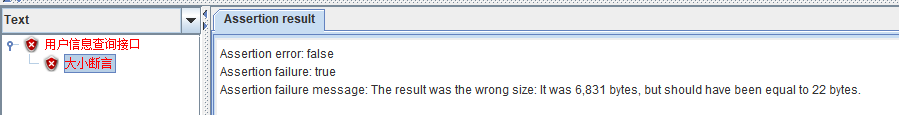 Text
Assertion result
用户信息查询接口
大小断言
Assertion error: false
Assertion failure: true
Assertion failure message: The result was the wrong size: It was 6,831 bytes, but should have been equal to 22 bytes.